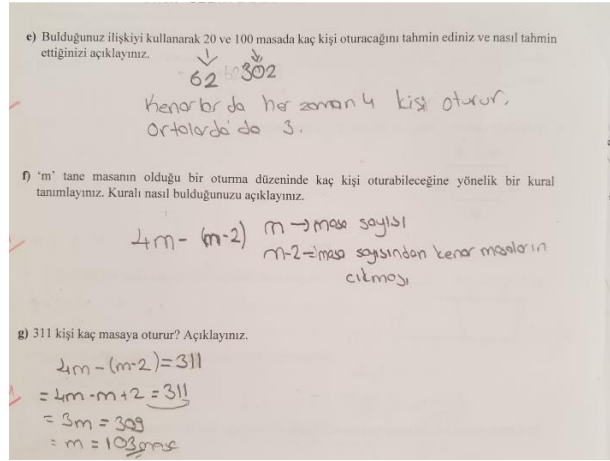 e) Bulduğunuz ilişkiyi kullanarak 20 ve 100 masada kaç kişi oturacağını tahmin ediniz ve nasıl tahmin
ettiğinizi açıklayınız.
62 302
Kenarlarda her zaman 4 kişi oturur,
Ortalarda da 3.
f) 'm' tane masanın olduğu bir oturma düzeninde kaç kişi oturabileceğine yönelik bir kural
tanımlayınız. Kuralı nasıl bulduğunuzu açıklayınız.
4m - (m-2) m → masa sayısı
m-2 = masa sayısından kenar masaların
çıkması
g) 311 kişi kaç masaya oturur? Açıklayınız.
4m - (m-2) = 311
= 4m - m + 2 = 311
= 3m = 309
= m = 103 masa